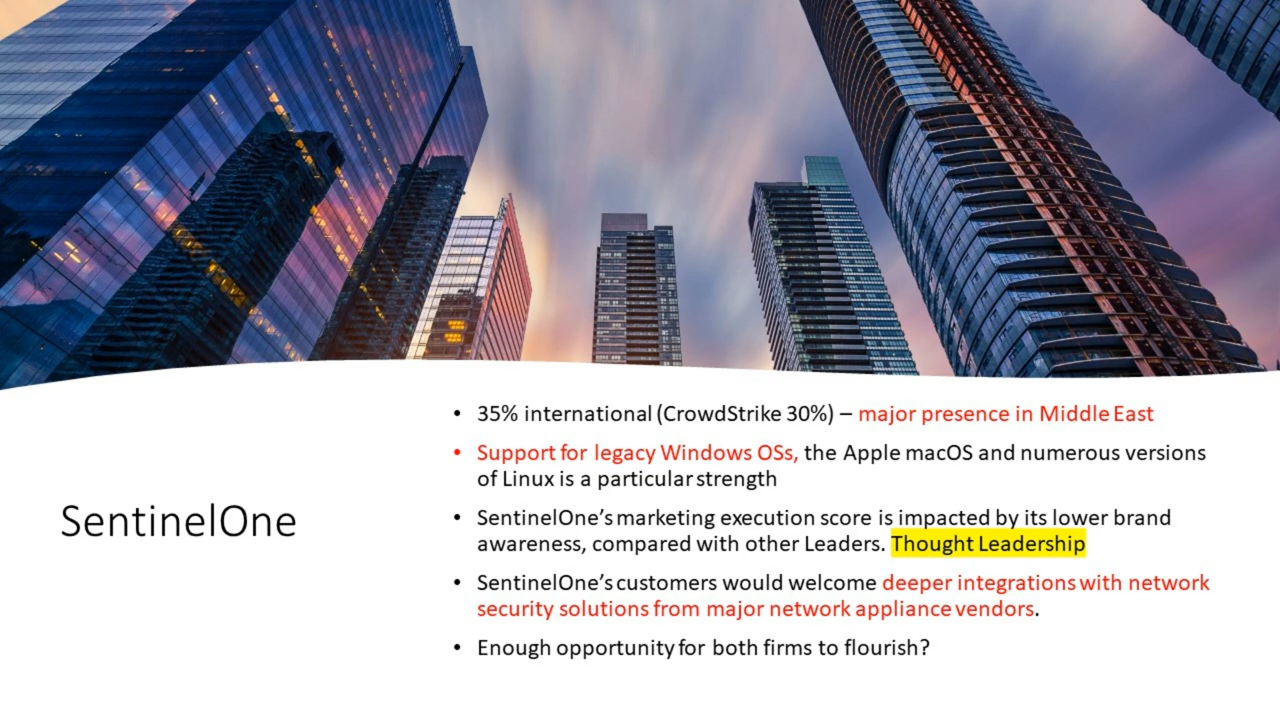 SentinelOne
• 35% international (CrowdStrike 30%) – major presence in Middle East
• Support for legacy Windows OSs, the Apple macOS and numerous versions
of Linux is a particular strength
• SentinelOne’s marketing execution score is impacted by its lower brand
awareness, compared with other Leaders. Thought Leadership
• SentinelOne’s customers would welcome deeper integrations with network
security solutions from major network appliance vendors.
• Enough opportunity for both firms to flourish?